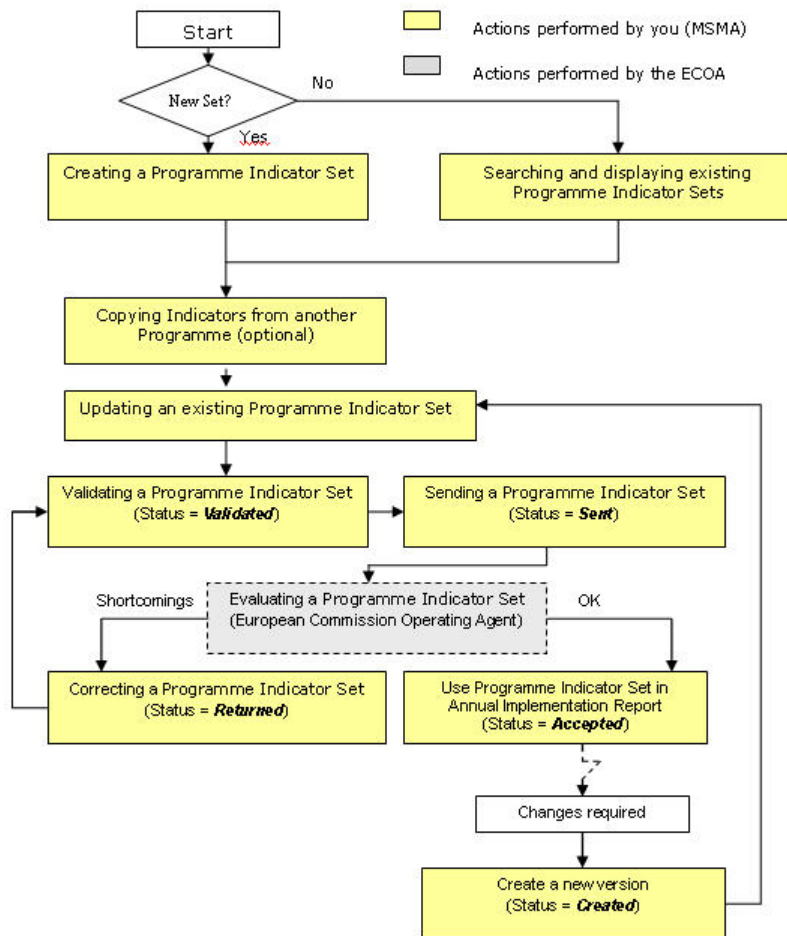 Start
Actions performed by you (MSMA)
Actions performed by the ECOA
New Set?
No
Yes
Creating a Programme Indicator Set
Searching and displaying existing
Programme Indicator Sets
Copying Indicators from another
Programme (optional)
Updating an existing Programme Indicator Set
Validating a Programme Indicator Set
(Status = Validated)
Sending a Programme Indicator Set
(Status = Sent)
Shortcomings
Evaluating a Programme Indicator Set
(European Commission Operating Agent)
OK
Correcting a Programme Indicator Set
(Status = Returned)
Use Programme Indicator Set in
Annual Implementation Report
(Status = Accepted)
Changes required
Create a new version
(Status = Created)